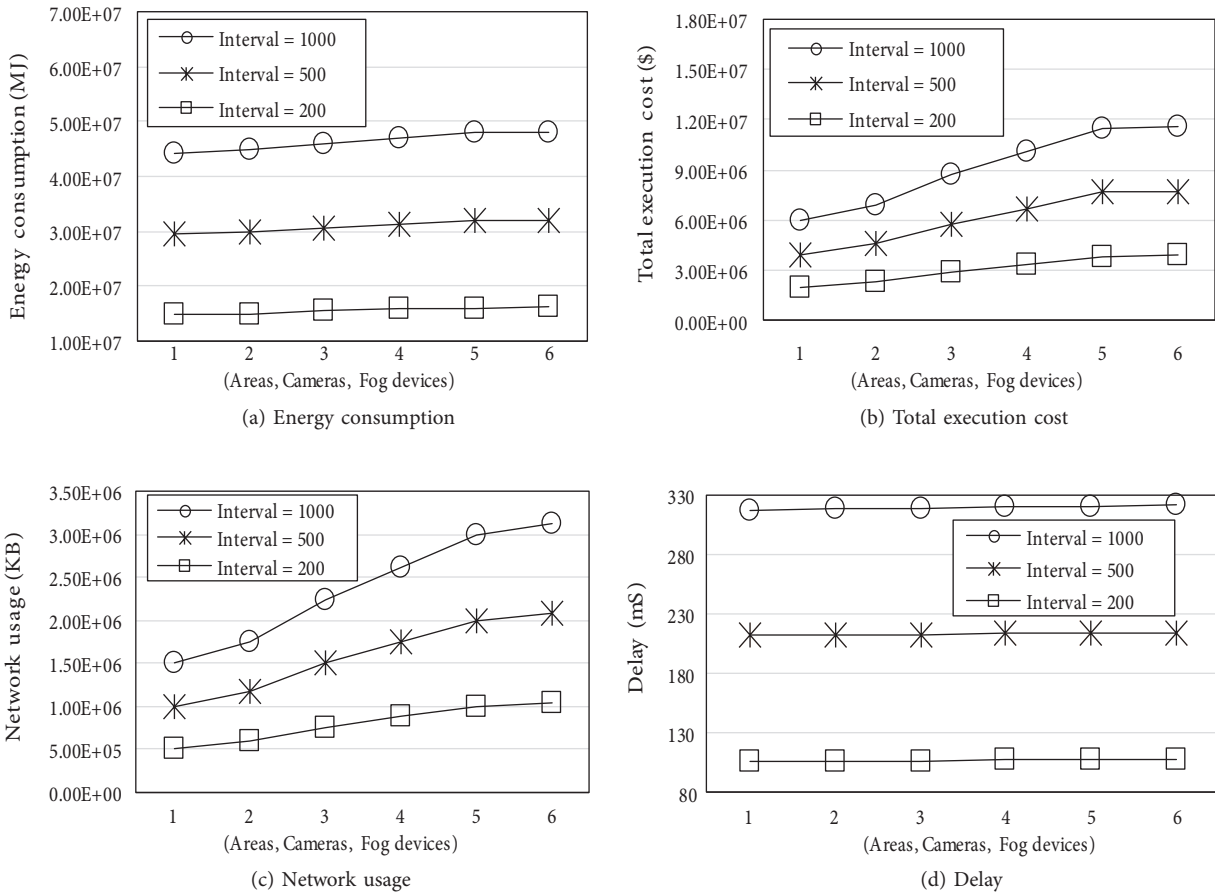 7.00E+07
6.00E+07
5.00E+07
4.00E+07
3.00E+07
2.00E+07
1.00E+07
Energy consumption (MJ)
Interval = 1000
Interval = 500
Interval = 200
1 2 3 4 5 6
(Areas, Cameras, Fog devices)
(a) Energy consumption
1.80E+07
1.50E+07
1.20E+07
9.00E+06
6.00E+06
3.00E+06
0.00E+00
Total execution cost ($)
Interval = 1000
Interval = 500
Interval = 200
1 2 3 4 5 6
(Areas, Cameras, Fog devices)
(b) Total execution cost
3.50E+06
3.00E+06
2.50E+06
2.00E+06
1.50E+06
1.00E+06
5.00E+05
0.00E+00
Network usage (KB)
Interval = 1000
Interval = 500
Interval = 200
1 2 3 4 5 6
(Areas, Cameras, Fog devices)
(c) Network usage
330
280
230
180
130
80
Delay (mS)
Interval = 1000
Interval = 500
Interval = 200
1 2 3 4 5 6
(Areas, Cameras, Fog devices)
(d) Delay